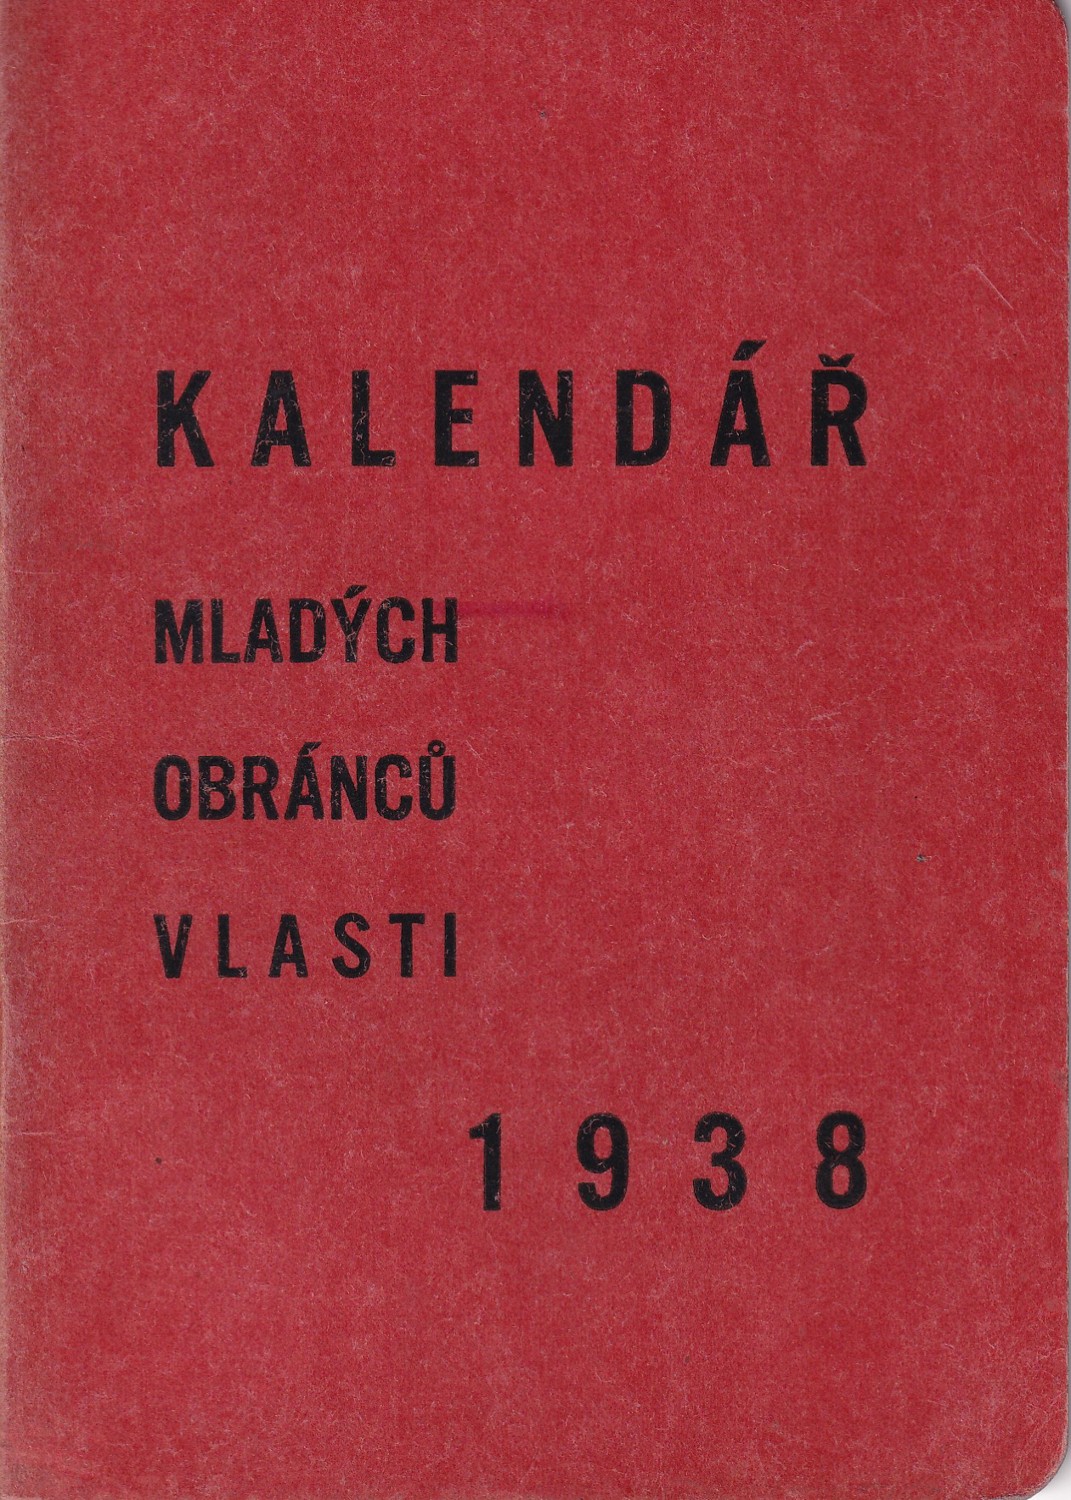 KALENDÁŘ
MLADÝCH
OBRÁNCŮ
VLASTI
1938